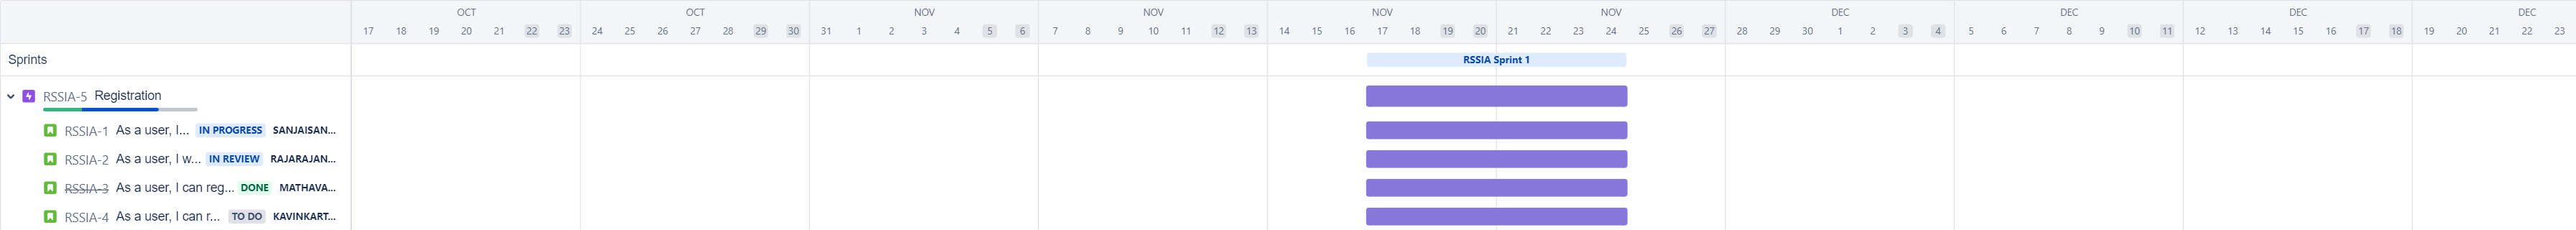 OCT OCT NOV NOV NOV NOV DEC DEC DEC DEC
17 18 19 20 21 22 23 24 25 26 27 28 29 30 31 1 2 3 4 5 6 7 8 9 10 11 12 13 14 15 16 17 18 19 20 21 22 23 24 25 26 27 28 29 30 1 2 3 4 5 6 7 8 9 10 11 12 13 14 15 16 17 18 19 20 21 22 23
Sprints RSSIA Sprint 1
RSSIA-5 Registration
RSSIA-1 As a user, I... IN PROGRESS SANJAISAN...
RSSIA-2 As a user, I w... IN REVIEW RAJARAJAN...
RSSIA-3 As a user, I can reg... DONE MATHAVA...
RSSIA-4 As a user, I can r... TO DO KAVINKART...